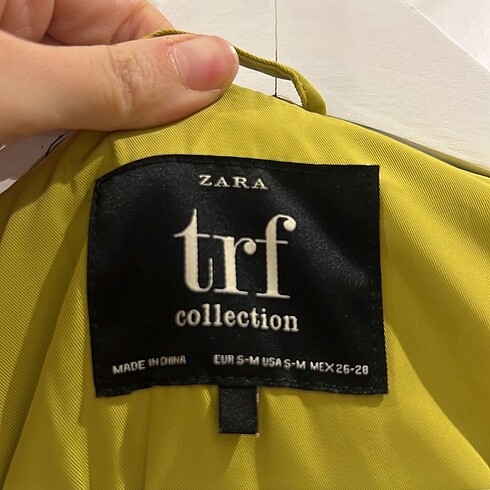 ZARA
trf
collection
MADE IN CHINA EUR S-M USA S-M MEX 26-28